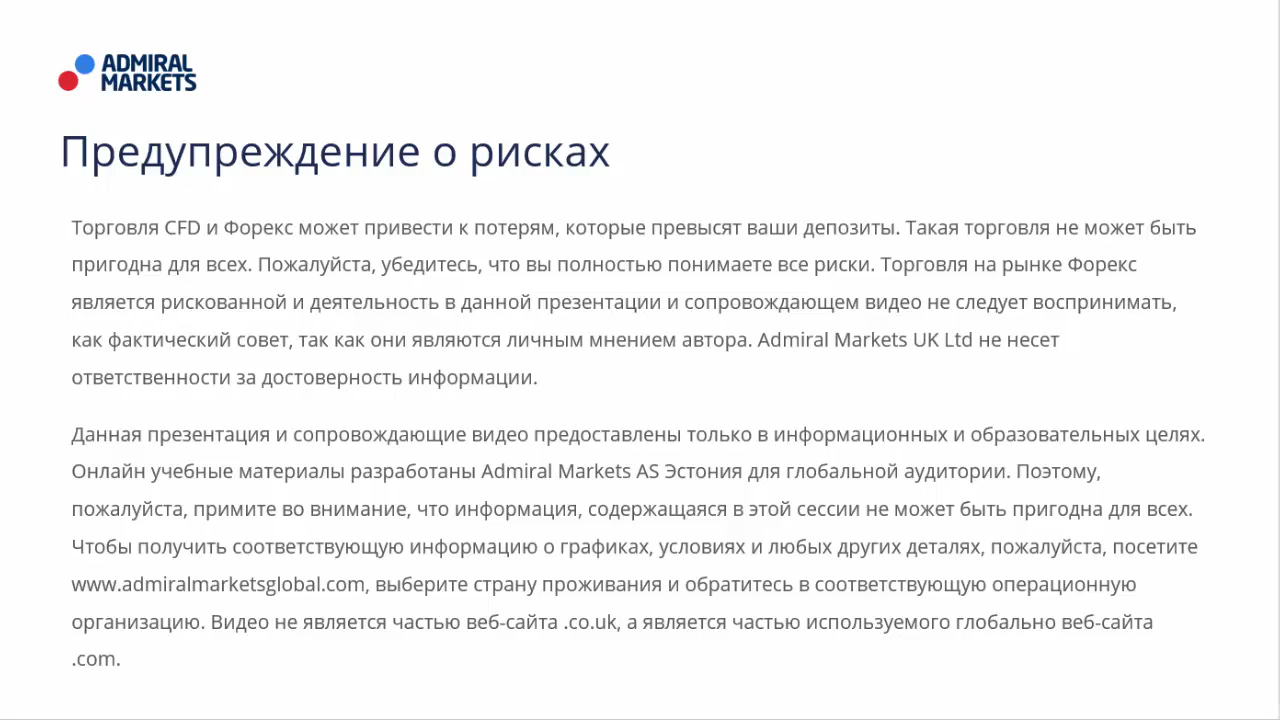 ADMIRAL
MARKETS
Предупреждение о рисках
Торговля CFD и Форекс может привести к потерям, которые превысят ваши депозиты. Такая торговля не может быть
пригодна для всех. Пожалуйста, убедитесь, что вы полностью понимаете все риски. Торговля на рынке Форекс
является рискованной и деятельность в данной презентации и сопровождающем видео не следует воспринимать,
как фактический совет, так как они являются личным мнением автора. Admiral Markets UK Ltd не несет
ответственности за достоверность информации.
Данная презентация и сопровождающие видео предоставлены только в информационных и образовательных целях.
Онлайн учебные материалы разработаны Admiral Markets AS Эстония для глобальной аудитории. Поэтому,
пожалуйста, примите во внимание, что информация, содержащаяся в этой сессии не может быть пригодна для всех.
Чтобы получить соответствующую информацию о графиках, условиях и любых других деталях, пожалуйста, посетите
www.admiralmarketsglobal.com, выберите страну проживания и обратитесь в соответствующую операционную
организацию. Видео не является частью веб-сайта .co.uk, а является частью используемого глобально веб-сайта
.com.